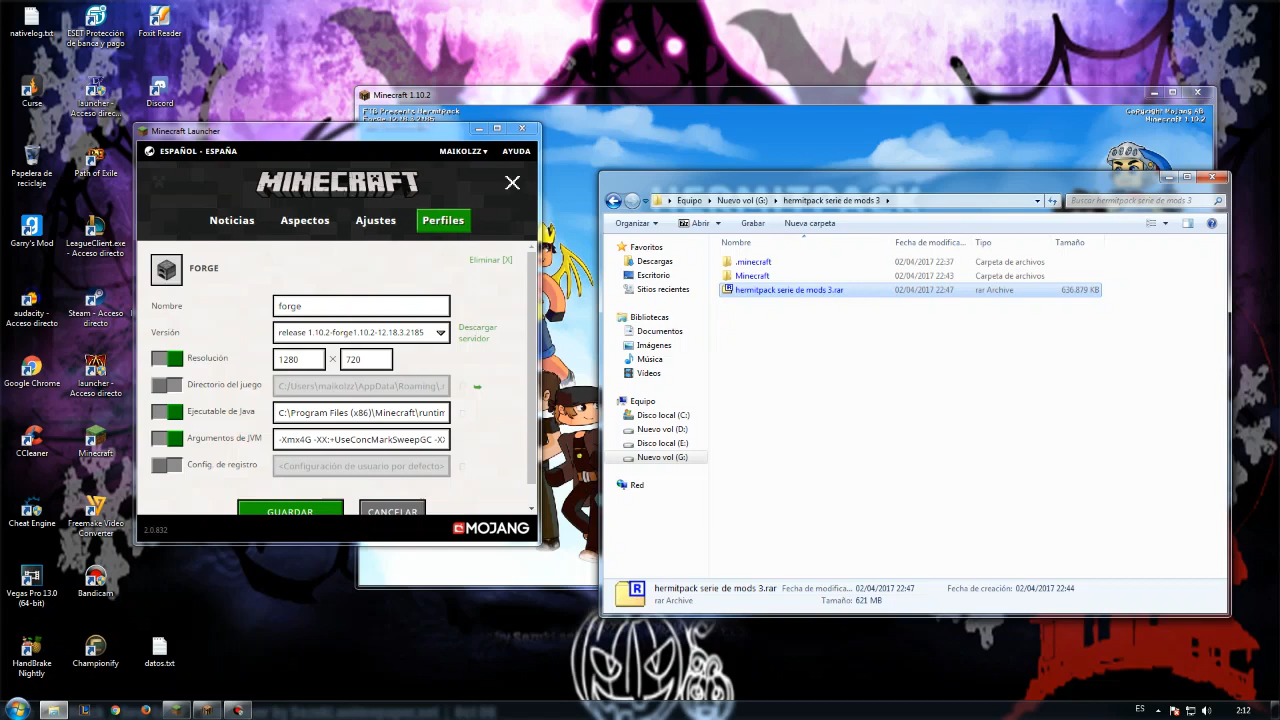 nativelog.txt
ESET Protección
de banca y pago
Foxit Reader
Curse
launcher -
Acceso direc...
Discord
Papelera de
reciclaje
Path of Exile
Garry's Mod
LeagueClient.exe
- Acceso directo
audacity -
Acceso directo
Steam - Acceso
directo
Google Chrome
launcher -
Acceso directo
CCleaner
Minecraft
Cheat Engine
Freemake Video
Converter
Vegas Pro 13.0
(64-bit)
Bandicam
HandBrake
Nightly
Championify
datos.txt
Minecraft 1.10.2
FTB Presents HermitPack
Forge 12.18.3.2185
Copyright Mojang AB.
Minecraft 1.10.2
HERMITPACK
Minecraft Launcher
ESPAÑOL - ESPAÑA
MAIKOLZZ
AYUDA
MINECRAFT
Noticias
Aspectos
Ajustes
Perfiles
FORGE
Eliminar [X]
Nombre
forge
Versión
release 1.10.2-forge1.10.2-12.18.3.2185
Descargar
servidor
Resolución
1280
×
720
Directorio del juego
C:/Users\maikolzz\AppData\Roaming\.
Ejecutable de Java
C:\Program Files (x86)\Minecraft\runtin
Argumentos de JVM
-Xmx4G -XX:+UseConcMarkSweepGC -X
Config. de registro
<Configuración de usuario por defecto>
GUARDAR
CANCELAR
2.0.832
MOJANG
Equipo
Nuevo vol (G:)
hermitpack serie de mods 3
Buscar hermitpack serie de mods 3
Organizar
Abrir
Grabar
Nueva carpeta
Favoritos
Descargas
Escritorio
Sitios recientes
Bibliotecas
Documentos
Imágenes
Música
Vídeos
Equipo
Disco local (C:)
Nuevo vol (D:)
Disco local (E:)
Nuevo vol (G:)
Red
Nombre
Fecha de modifica...
Tipo
Tamaño
.minecraft
02/04/2017 22:37
Carpeta de archivos
Minecraft
02/04/2017 22:43
Carpeta de archivos
hermitpack serie de mods 3.rar
02/04/2017 22:47
rar Archive
636.879 KB
hermitpack serie de mods 3.rar
Fecha de modifica... 02/04/2017 22:47
Fecha de creación: 02/04/2017 22:44
rar Archive
Tamaño: 621 MB
ES
2:12